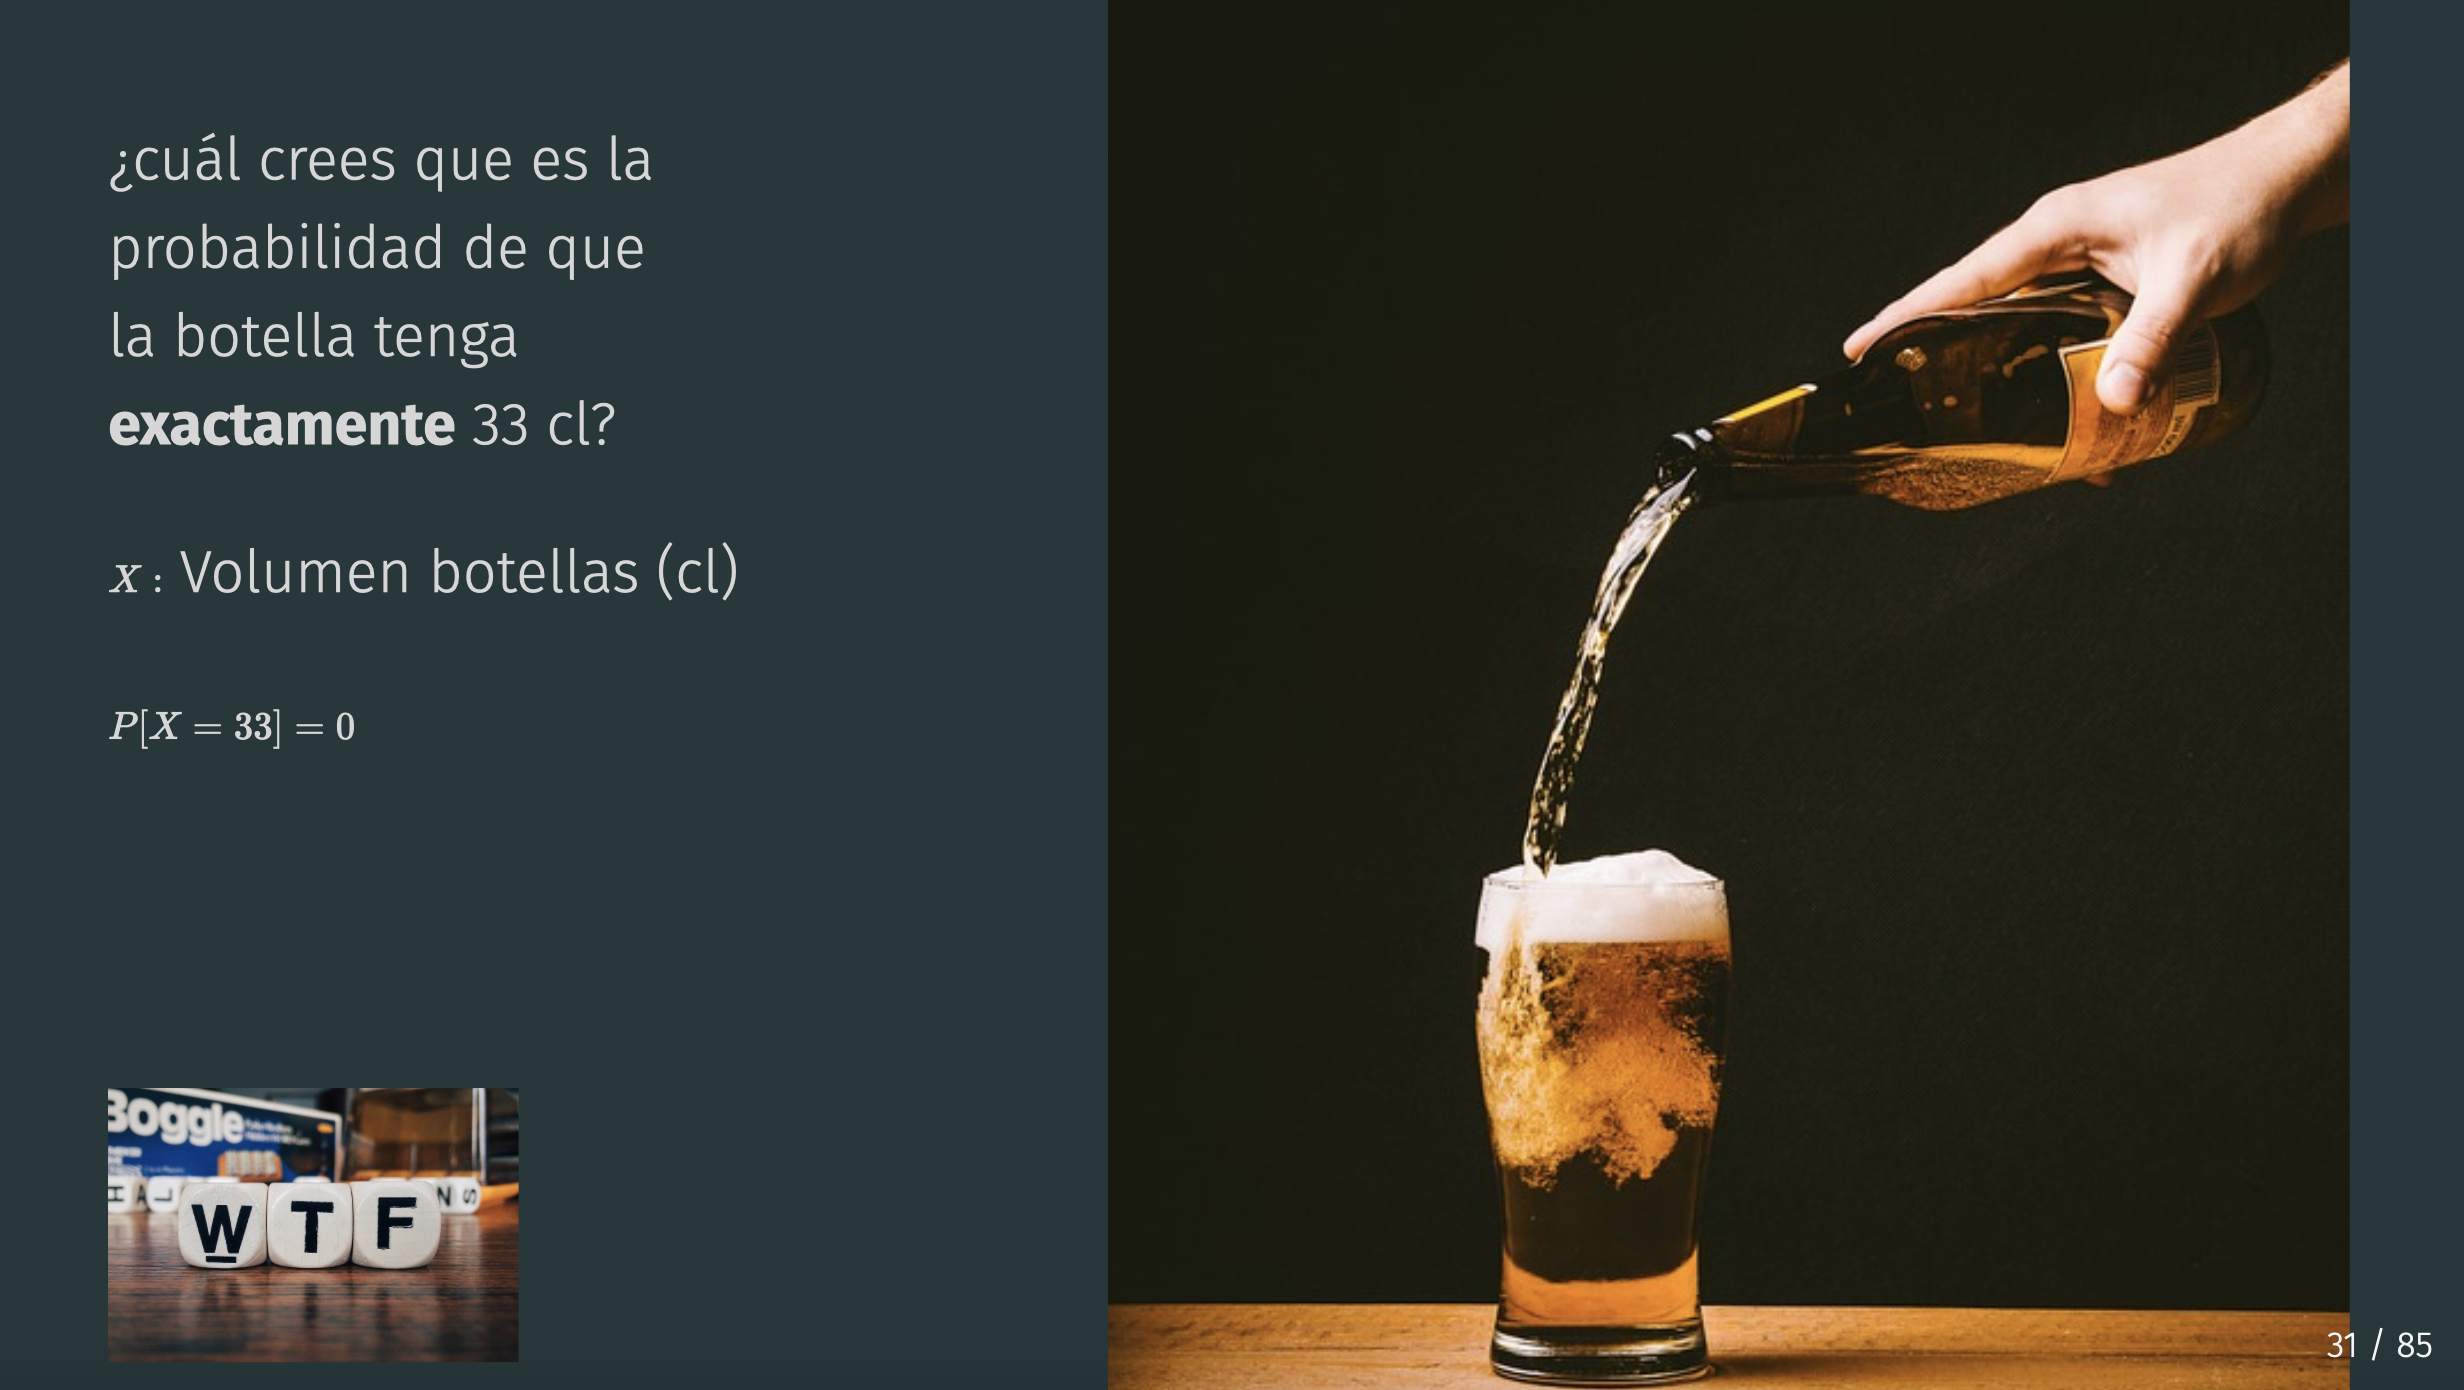 ¿cuál crees que es la
probabilidad de que
la botella tenga
exactamente 33 cl?
X : Volumen botellas (cl)
P[X = 33] = 0
Boggle
H A L
N S
W T F
31 / 85